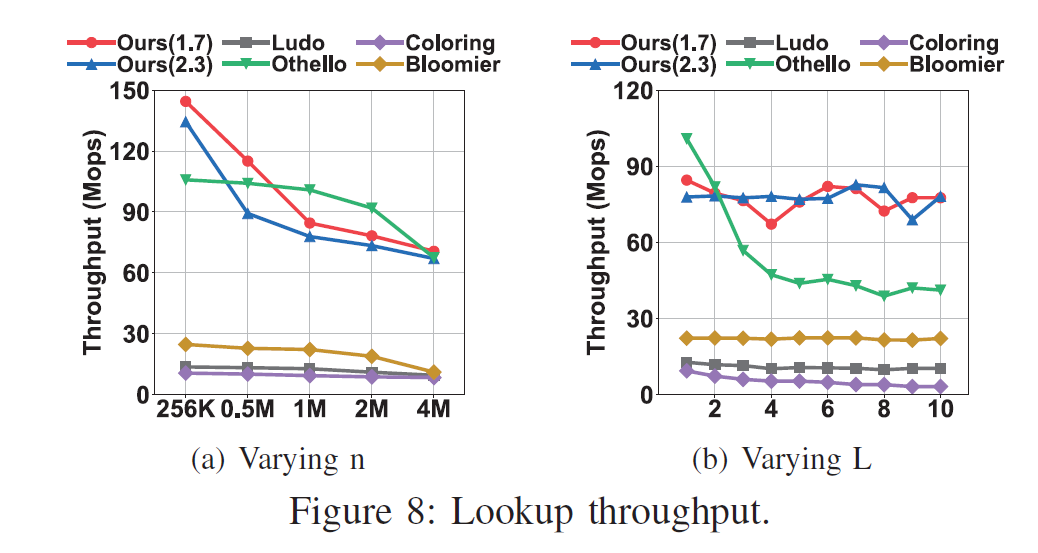 Ours(1.7) Ludo Coloring
Ours(2.3) Othello Bloomier
150
120
90
60
30
0
Throughput (Mops)
256K 0.5M 1M 2M 4M
(a) Varying n
Ours(1.7) Ludo Coloring
Ours(2.3) Othello Bloomier
120
90
60
30
0
Throughput (Mops)
2 4 6 8 10
(b) Varying L
Figure 8: Lookup throughput.